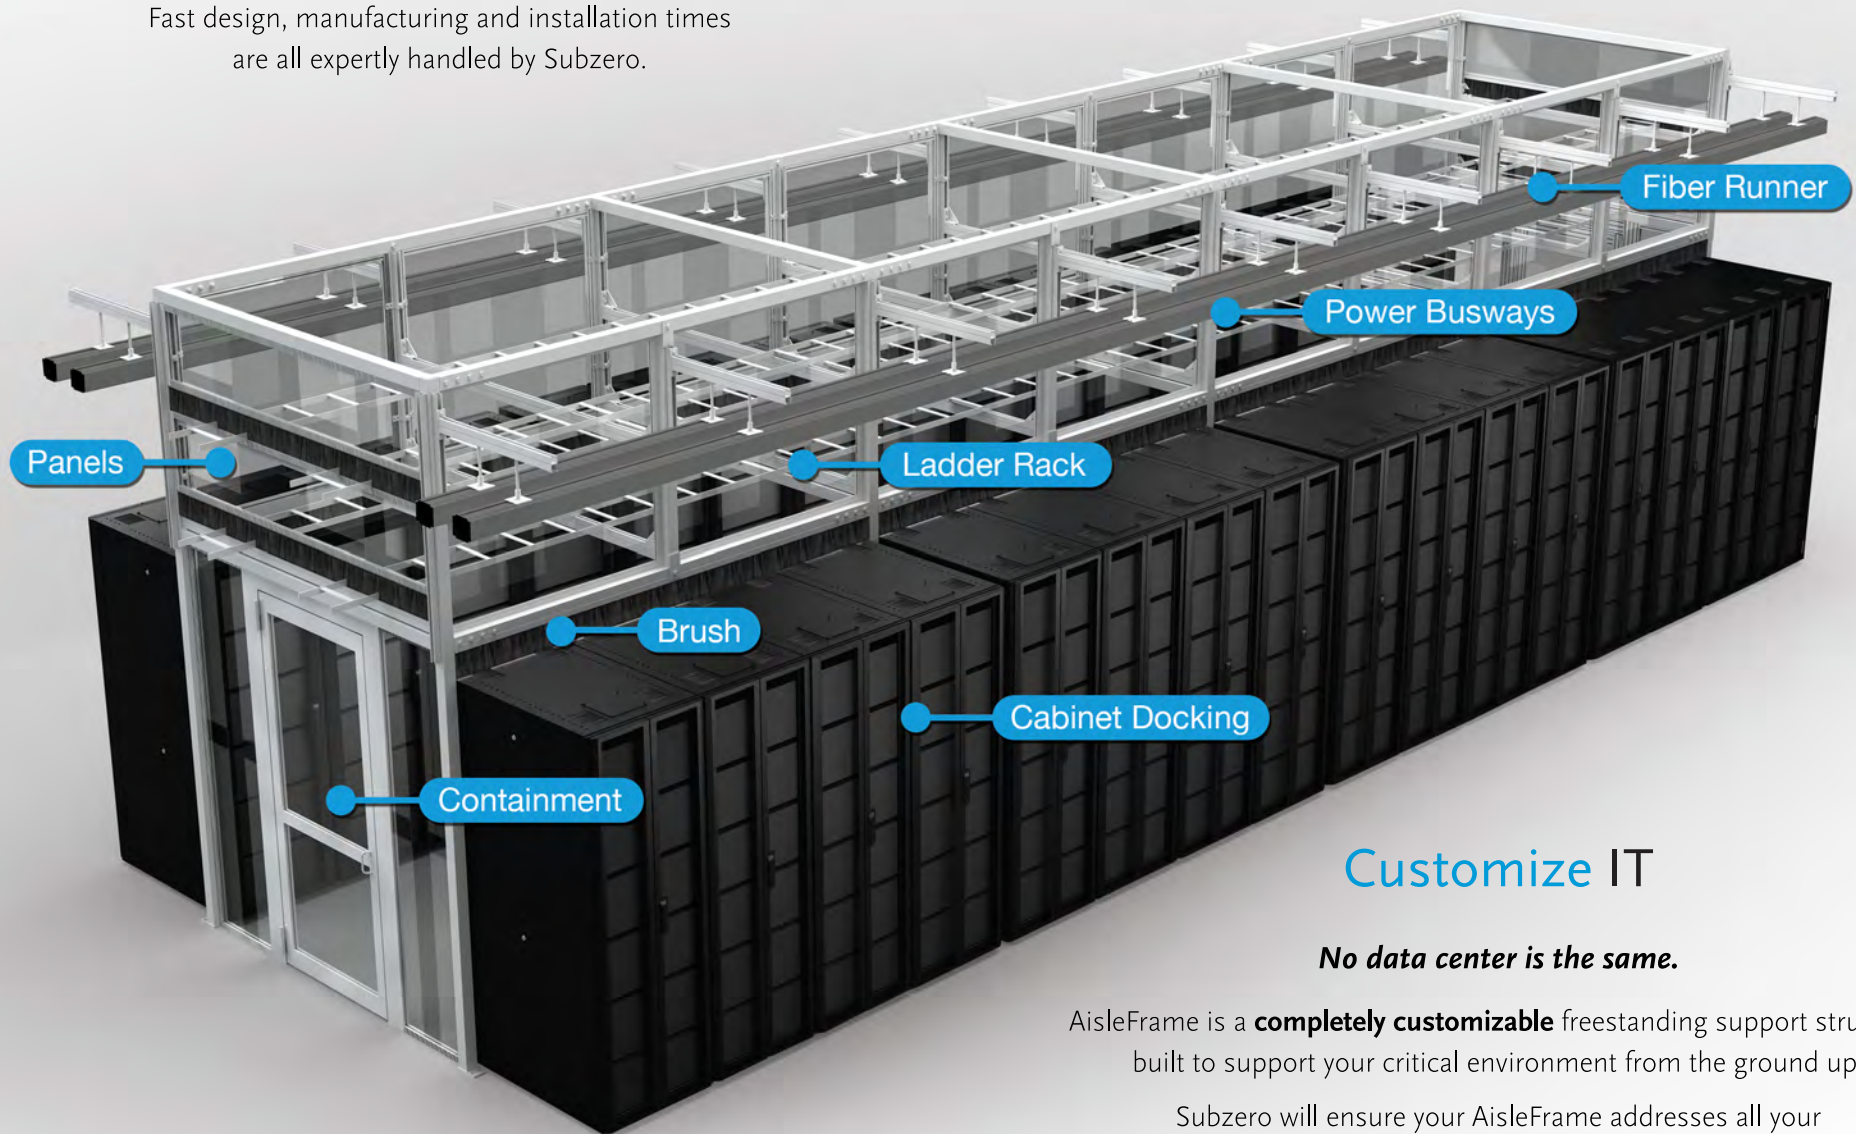 Fast design, manufacturing and installation times
are all expertly handled by Subzero.
Fiber Runner
Power Busways
Panels
Ladder Rack
Brush
Cabinet Docking
Containment
Customize IT
No data center is the same.
AisleFrame is a completely customizable freestanding support stru
built to support your critical environment from the ground up
Subzero will ensure your AisleFrame addresses all your